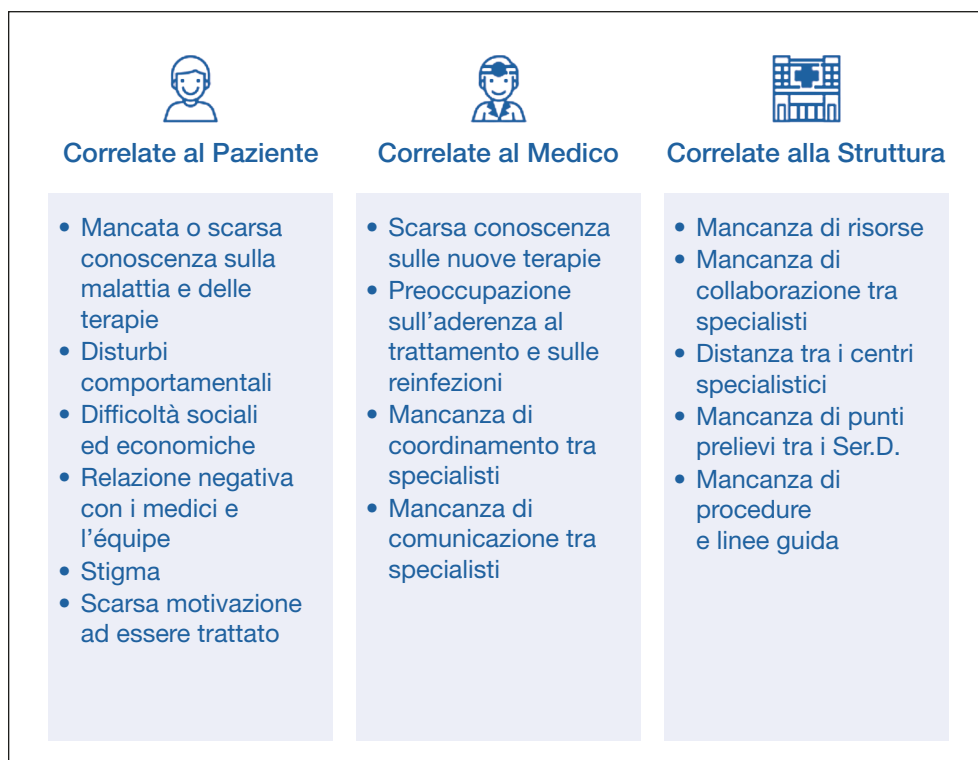 Correlate al Paziente
• Mancata o scarsa
conoscenza sulla
malattia e delle
terapie
• Disturbi
comportamentali
• Difficoltà sociali
ed economiche
• Relazione negativa
con i medici e
l’équipe
• Stigma
• Scarsa motivazione
ad essere trattato
Correlate al Medico
• Scarsa conoscenza
sulle nuove terapie
• Preoccupazione
sull’aderenza al
trattamento e sulle
reinfezioni
• Mancanza di
coordinamento tra
specialisti
• Mancanza di
comunicazione tra
specialisti
Correlate alla Struttura
• Mancanza di risorse
• Mancanza di
collaborazione tra
specialisti
• Distanza tra i centri
specialistici
• Mancanza di punti
prelievi tra i Ser.D.
• Mancanza di
procedure
e linee guida